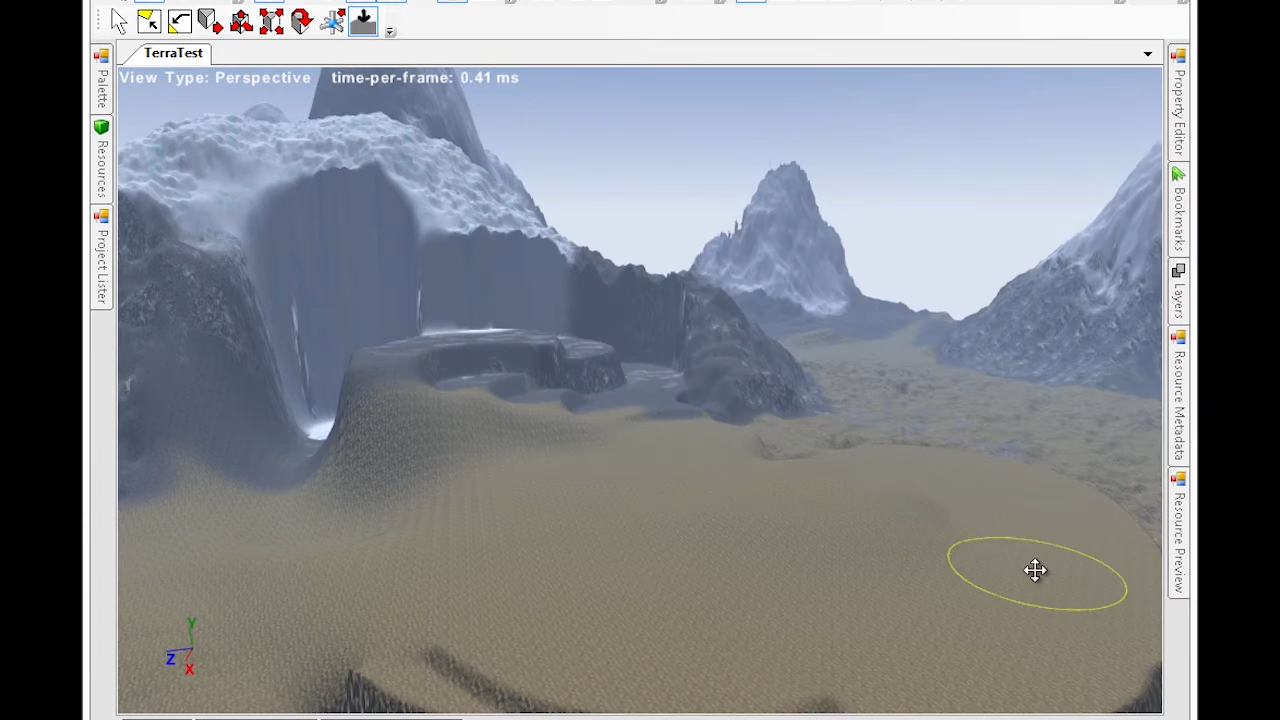 TerraTest
View Type: Perspective time-per-frame: 0.41 ms
Palette
Resources
Project Lister
Property Editor
Bookmarks
Layers
Resource Metadata
Resource Preview
Y
Z
X